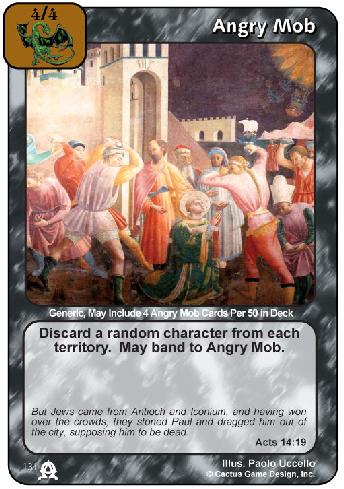 4/4
Angry Mob
Generic, May Include 4 Angry Mob Cards Per 50 in Deck
Discard a random character from each
territory. May band to Angry Mob.
But Jews came from Antioch and Iconium, and having won
over the crowds, they stoned Paul and dragged him out of
the city, supposing him to be dead.
Acts 14:19
131
Illus. Paolo Uccello
© Cactus Game Design, Inc.